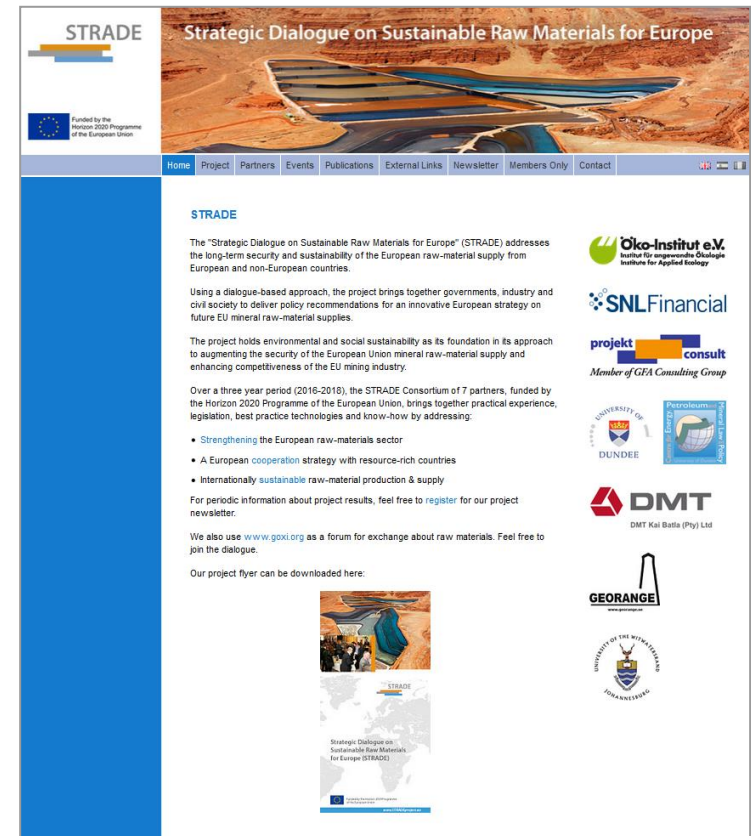 STRADE
Strategic Dialogue on Sustainable Raw Materials for Europe
Funded by the
Horizon 2020 Programme
of the European Union
Home Project Partners Events Publications External Links Newsletter Members Only Contact
STRADE
The "Strategic Dialogue on Sustainable Raw Materials for Europe" (STRADE) addresses
the long-term security and sustainability of the European raw-material supply from
European and non-European countries.
Using a dialogue-based approach, the project brings together governments, industry and
civil society to deliver policy recommendations for an innovative European strategy on
future EU mineral raw-material supplies.
The project holds environmental and social sustainability as its foundation in its approach
to augmenting the security of the European Union mineral raw-material supply and
enhancing competitiveness of the EU mining industry.
Over a three year period (2016-2018), the STRADE Consortium of 7 partners, funded by
the Horizon 2020 Programme of the European Union, brings together practical experience,
legislation, best practice technologies and know-how by addressing:
• Strengthening the European raw-materials sector
• A European cooperation strategy with resource-rich countries
• Internationally sustainable raw-material production & supply
For periodic information about project results, feel free to register for our project
newsletter.
We also use www.goxi.org as a forum for exchange about raw materials. Feel free to
join the dialogue.
Our project flyer can be downloaded here:
STRADE
Strategic Dialogue on
Sustainable Raw Materials
for Europe (STRADE)
Öko-Institut e.V.
Institut für angewandte Ökologie
Institute for Applied Ecology
SNLFinancial
projekt
consult
Member of GFA Consulting Group
UNIVERSITY OF
DUNDEE
Petroleum and
Mineral Law & Policy
Centre for Energy
DMT
DMT Kai Batla (Pty) Ltd
GEORANGE
www.georange.se
UNIVERSITY OF THE WITWATERSRAND
JOHANNESBURG